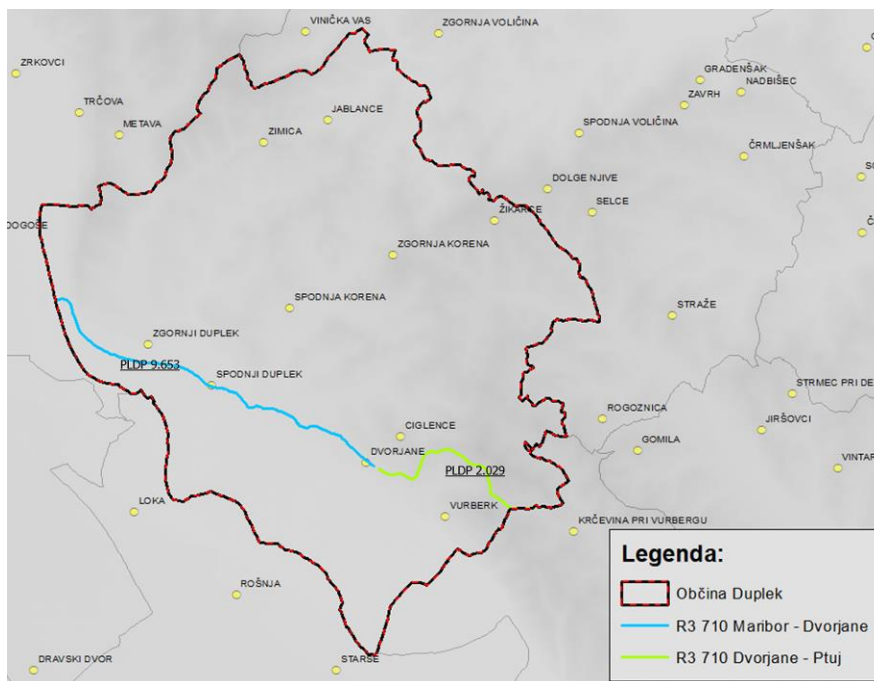 VINIČKA VAS
ZGORNJA VOLIČINA
ZRKOVCI
GRADENŠAK
NADBIŠEC
ZAVRH
TRČOVA
JABLANCE
METAVA
SPODNJA VOLIČINA
ZIMICA
ČRMLJENŠAK
DOLGE NJIVE
SELCE
ŽIKARCE
DOGOŠE
ZGORNJA KORENA
SPODNJA KORENA
STRAŽE
ZGORNJI DUPLEK
PLDP 9.653
SPODNJI DUPLEK
STRMEC PRI DE
ROGOZNICA
JIRŠOVCI
CIGLENCE
GOMILA
DVORJANE
PLDP 2.029
VINTAR
LOKA
VURBERK
KRČEVINA PRI VURBERGU
Legenda:
Občina Duplek
R3 710 Maribor - Dvorjane
R3 710 Dvorjane - Ptuj
ROŠNJA
DRAVSKI DVOR
STARŠE